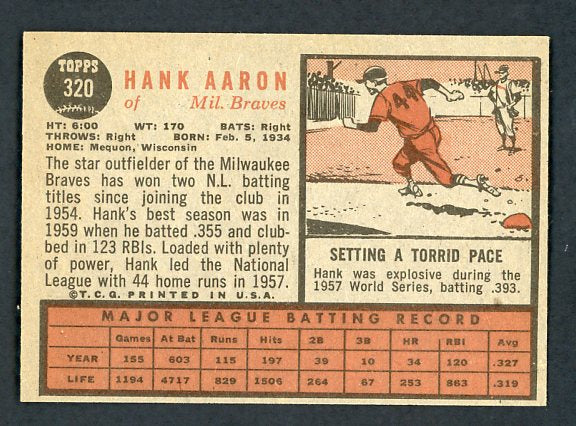 TOPPS
320
HANK AARON
of Mil. Braves
HT: 6:00 WT: 170 BATS: Right
THROWS: Right BORN: Feb. 5, 1934
HOME: Mequon, Wisconsin
The star outfielder of the Milwaukee
Braves has won two N.L. batting
titles since joining the club in
1954. Hank's best season was in
1959 when he batted .355 and club-
bed in 123 RBIs. Loaded with plenty
of power, Hank led the National
League with 44 home runs in 1957.
©T.C.G. PRINTED IN U.S.A.
44
SETTING A TORRID PACE
Hank was explosive during the
1957 World Series, batting .393.
MAJOR LEAGUE BATTING RECORD
Games At Bat Runs Hits 2B 3B HR RBI Avg
YEAR 155 603 115 197 39 10 34 120 .327
LIFE 1194 4717 829 1506 264 67 253 863 .319